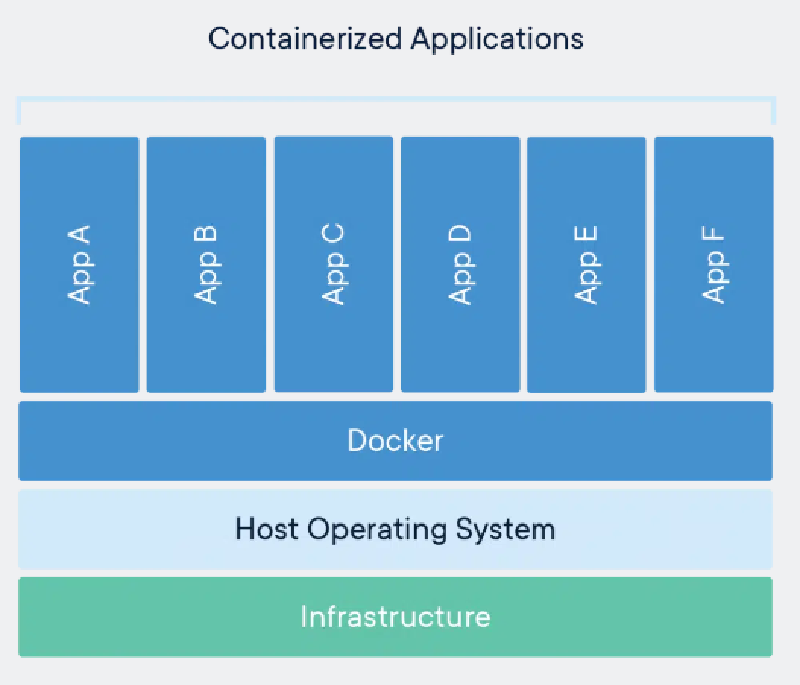 Containerized Applications
App A
App B
App C
App D
App E
App F
Docker
Host Operating System
Infrastructure